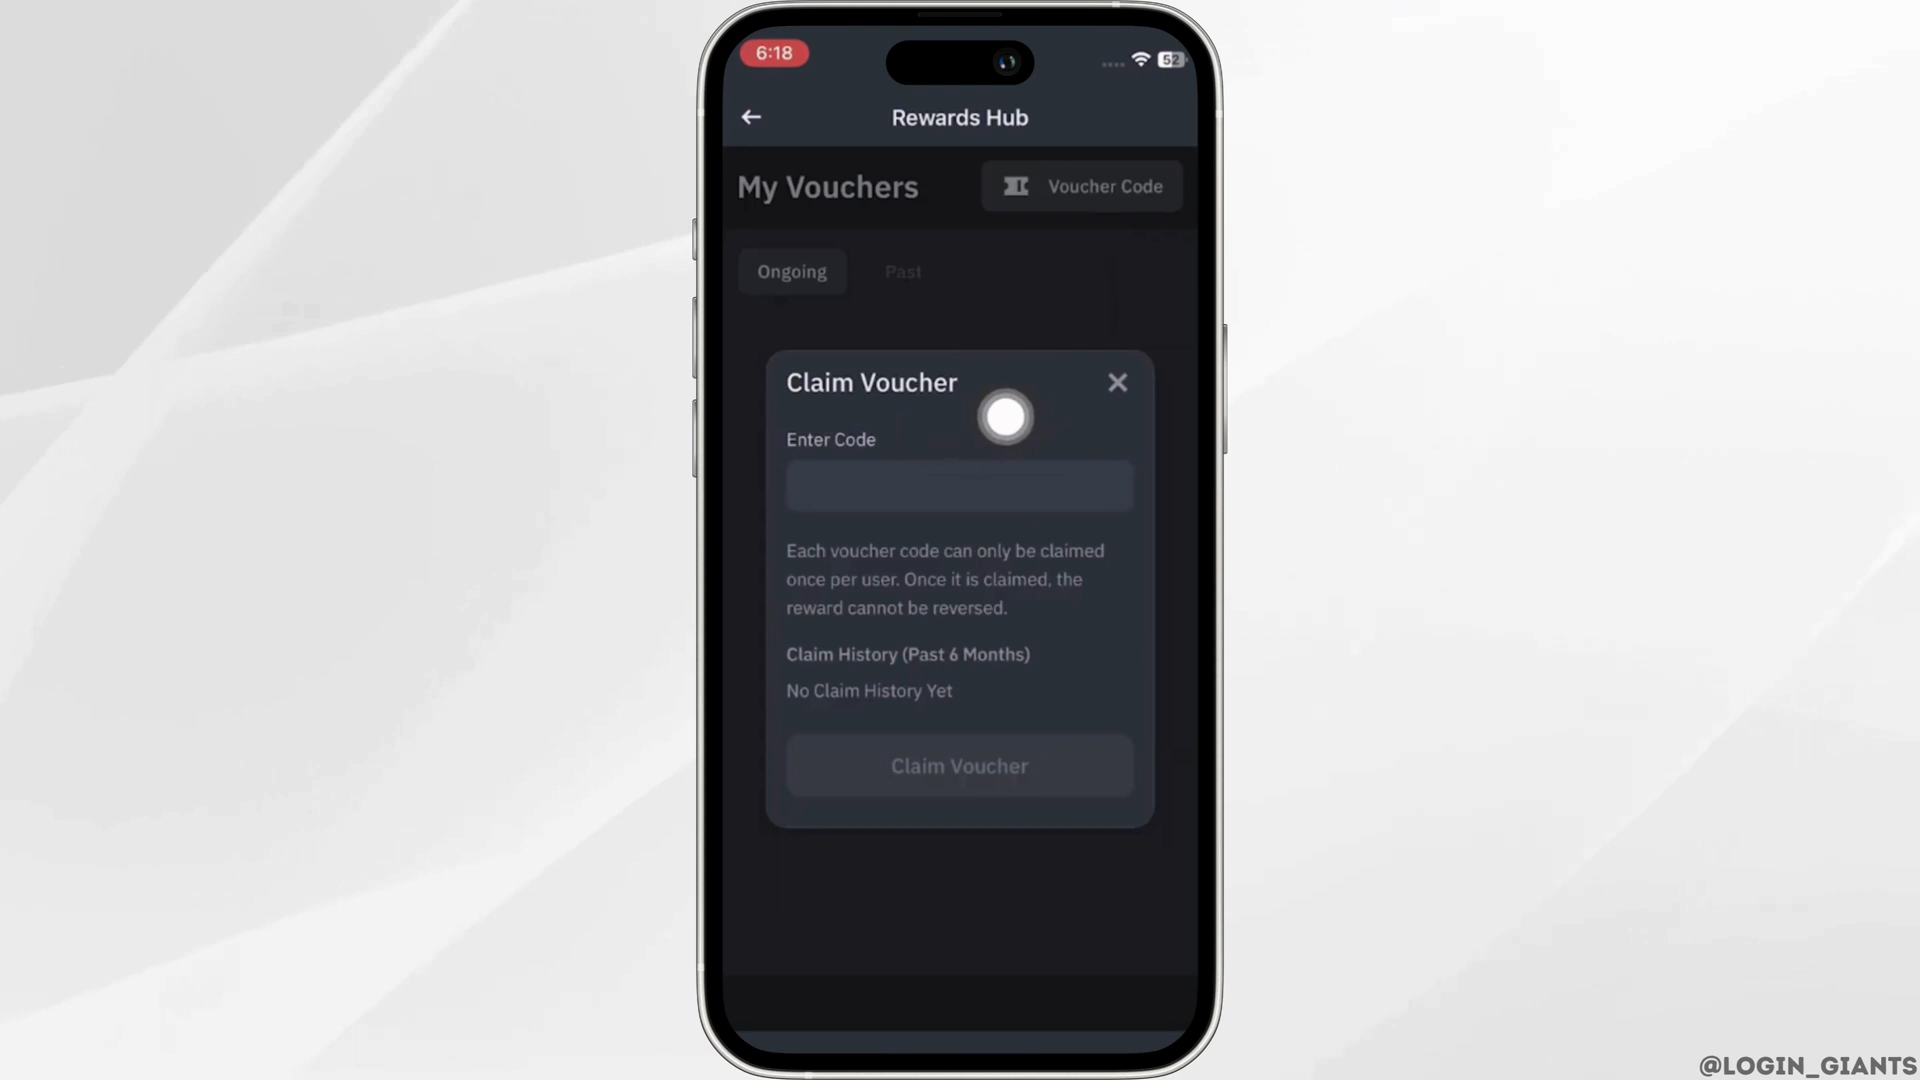 6:18
52
Rewards Hub
My Vouchers
Voucher Code
Ongoing
Past
Claim Voucher
Enter Code
Each voucher code can only be claimed
once per user. Once it is claimed, the
reward cannot be reversed.
Claim History (Past 6 Months)
No Claim History Yet
Claim Voucher
@LOGIN_GIANTS